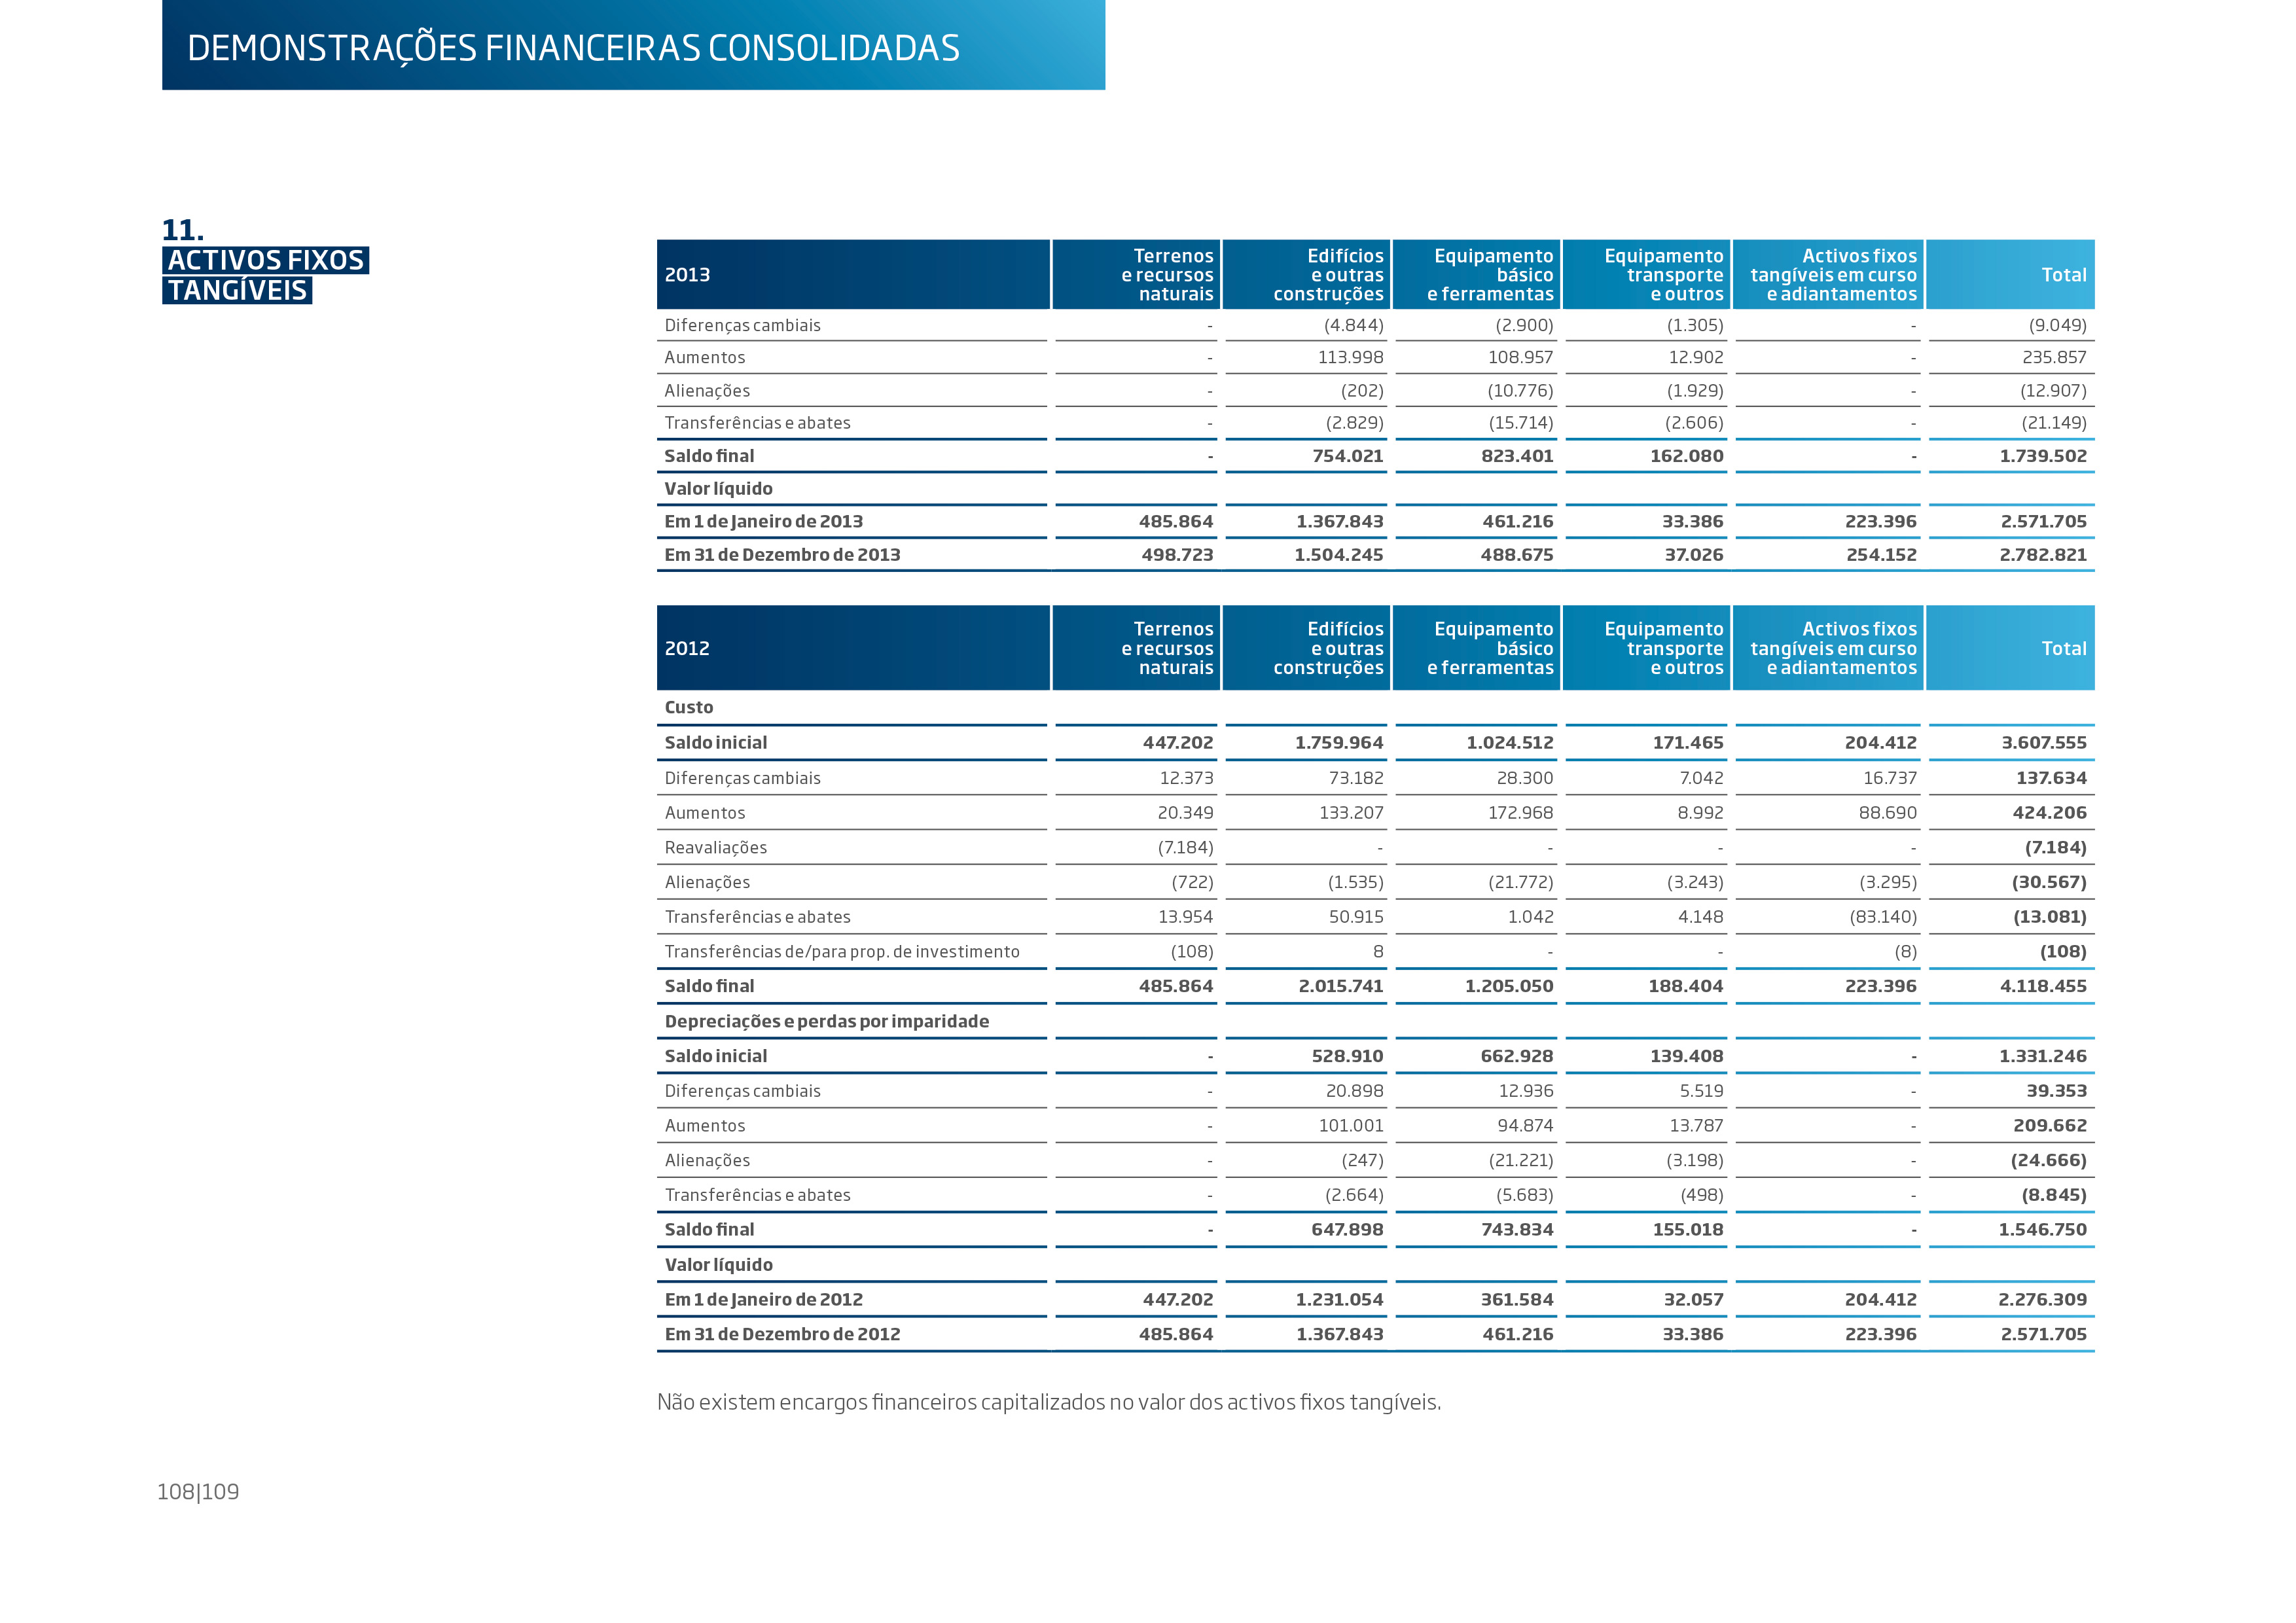 DEMONSTRAÇÕES FINANCEIRAS CONSOLIDADAS
11.
ACTIVOS FIXOS
TANGÍVEIS
2013 Terrenos e recursos naturais Edifícios e outras construções Equipamento básico e ferramentas Equipamento transporte e outros Activos fixos tangíveis em curso e adiantamentos Total
Diferenças cambiais - (4.844) (2.900) (1.305) - (9.049)
Aumentos - 113.998 108.957 12.902 - 235.857
Alienações - (202) (10.776) (1.929) - (12.907)
Transferências e abates - (2.829) (15.714) (2.606) - (21.149)
Saldo final - 754.021 823.401 162.080 - 1.739.502
Valor líquido
Em 1 de Janeiro de 2013 485.864 1.367.843 461.216 33.386 223.396 2.571.705
Em 31 de Dezembro de 2013 498.723 1.504.245 488.675 37.026 254.152 2.782.821
2012 Terrenos e recursos naturais Edifícios e outras construções Equipamento básico e ferramentas Equipamento transporte e outros Activos fixos tangíveis em curso e adiantamentos Total
Custo
Saldo inicial 447.202 1.759.964 1.024.512 171.465 204.412 3.607.555
Diferenças cambiais 12.373 73.182 28.300 7.042 16.737 137.634
Aumentos 20.349 133.207 172.968 8.992 88.690 424.206
Reavaliações (7.184) - - - - (7.184)
Alienações (722) (1.535) (21.772) (3.243) (3.295) (30.567)
Transferências e abates 13.954 50.915 1.042 4.148 (83.140) (13.081)
Transferências de/para prop. de investimento (108) 8 - - (8) (108)
Saldo final 485.864 2.015.741 1.205.050 188.404 223.396 4.118.455
Depreciações e perdas por imparidade
Saldo inicial - 528.910 662.928 139.408 - 1.331.246
Diferenças cambiais - 20.898 12.936 5.519 - 39.353
Aumentos - 101.001 94.874 13.787 - 209.662
Alienações - (247) (21.221) (3.198) - (24.666)
Transferências e abates - (2.664) (5.683) (498) - (8.845)
Saldo final - 647.898 743.834 155.018 - 1.546.750
Valor líquido
Em 1 de Janeiro de 2012 447.202 1.231.054 361.584 32.057 204.412 2.276.309
Em 31 de Dezembro de 2012 485.864 1.367.843 461.216 33.386 223.396 2.571.705
Não existem encargos financeiros capitalizados no valor dos activos fixos tangíveis.
108|109